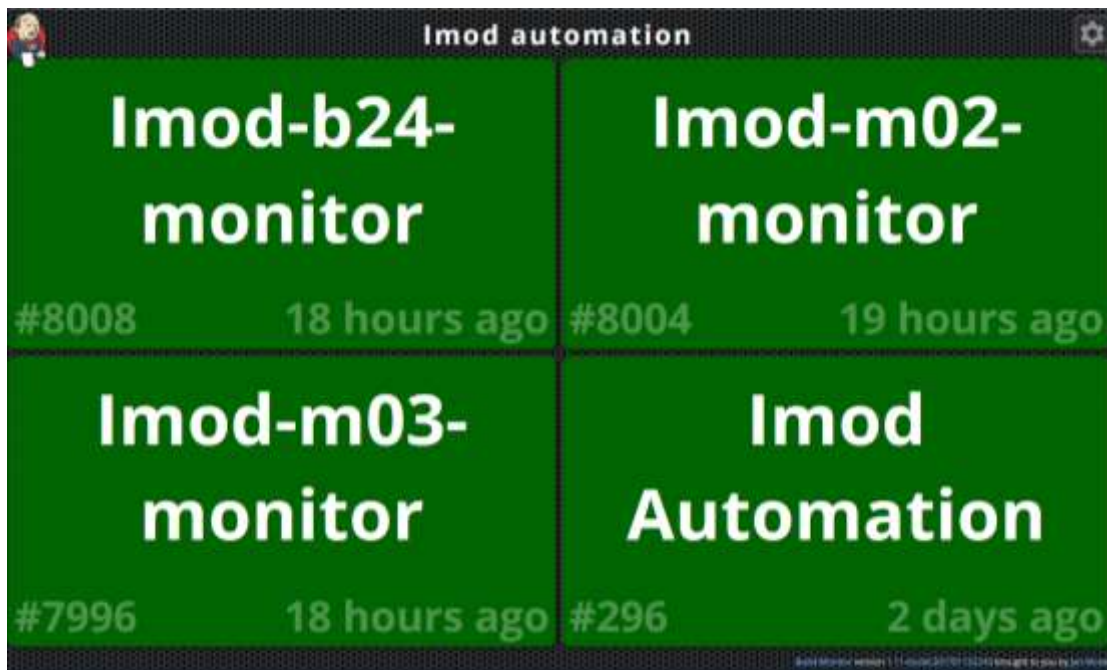 Imod automation
Imod-b24-
monitor
#8008 18 hours ago
Imod-m02-
monitor
#8004 19 hours ago
Imod-m03-
monitor
#7996 18 hours ago
Imod
Automation
#296 2 days ago